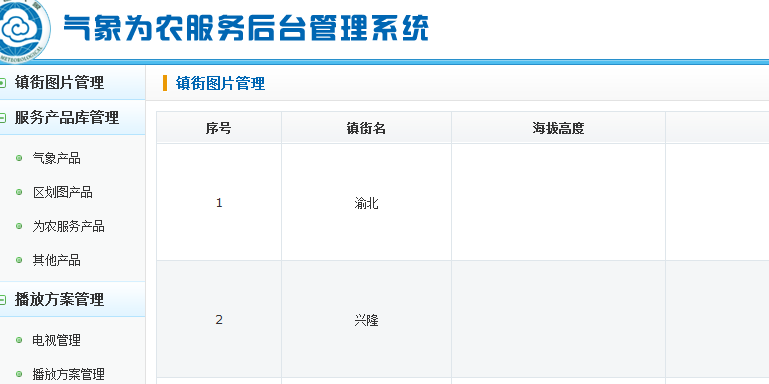 气象为农服务后台管理系统
镇街图片管理
服务产品库管理
气象产品
区划图产品
为农服务产品
其他产品
播放方案管理
电视管理
播放方案管理
镇街图片管理
序号 镇街名 海拔高度
1 渝北
2 兴隆